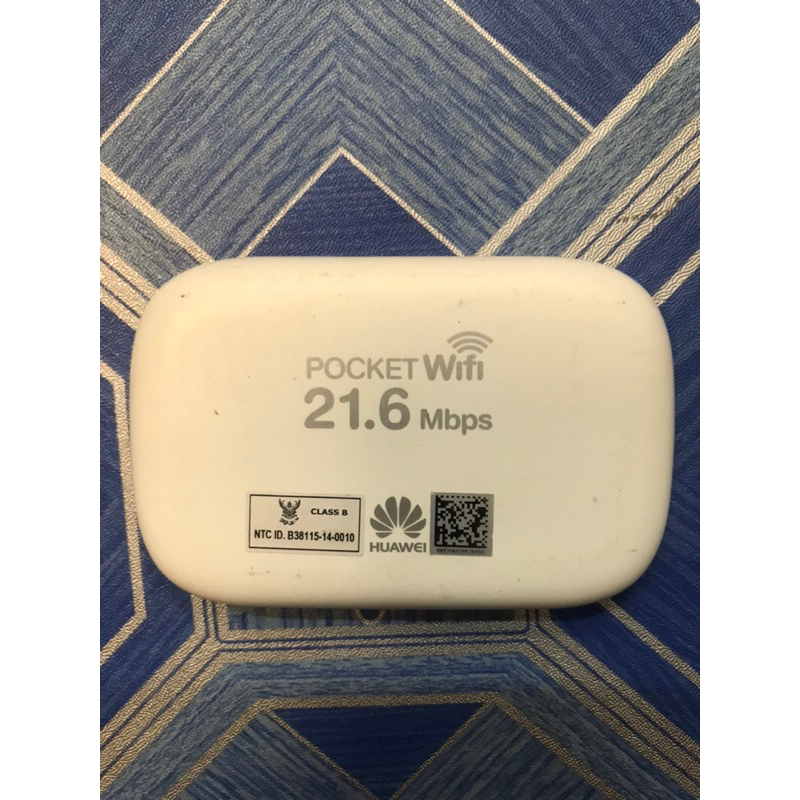 POCKET Wifi
21.6 Mbps
CLASS B
NTC ID. B38115-14-0010
HUAWEI